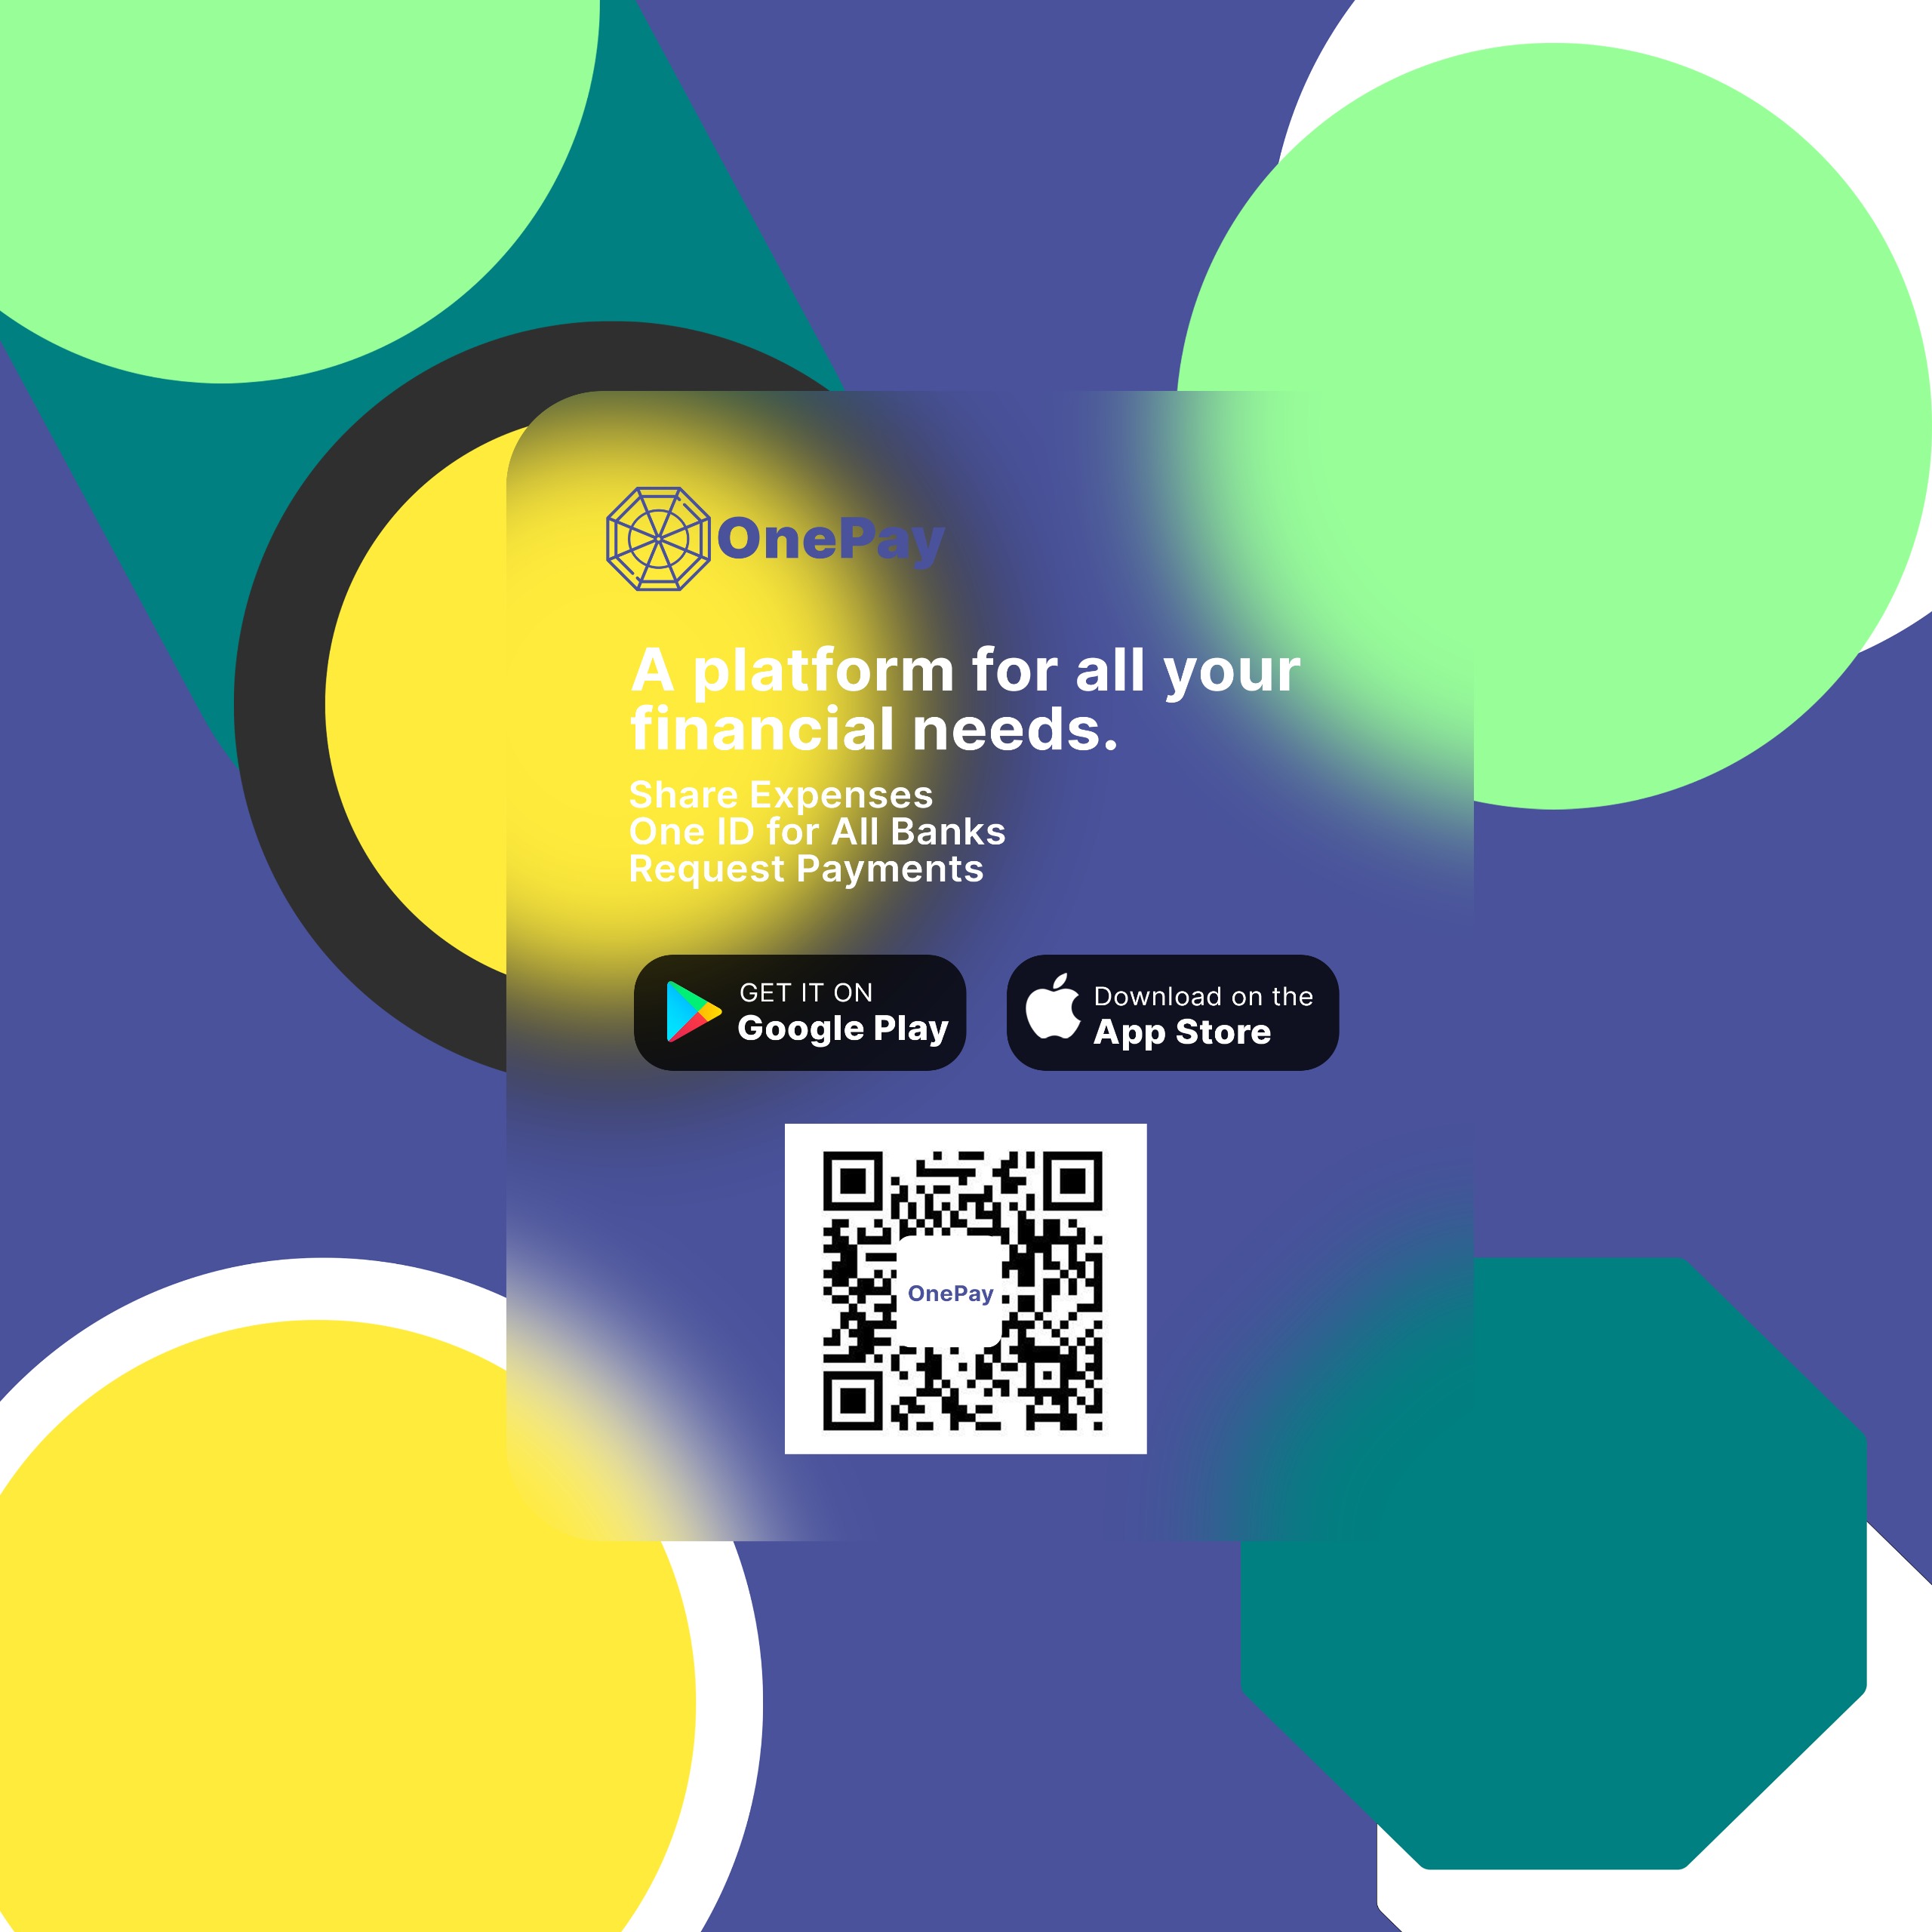 OnePay
A platform for all your
financial needs.
Share Expenses
One ID for All Banks
Request Payments
GET IT ON
Google Play
Download on the
App Store
OnePay